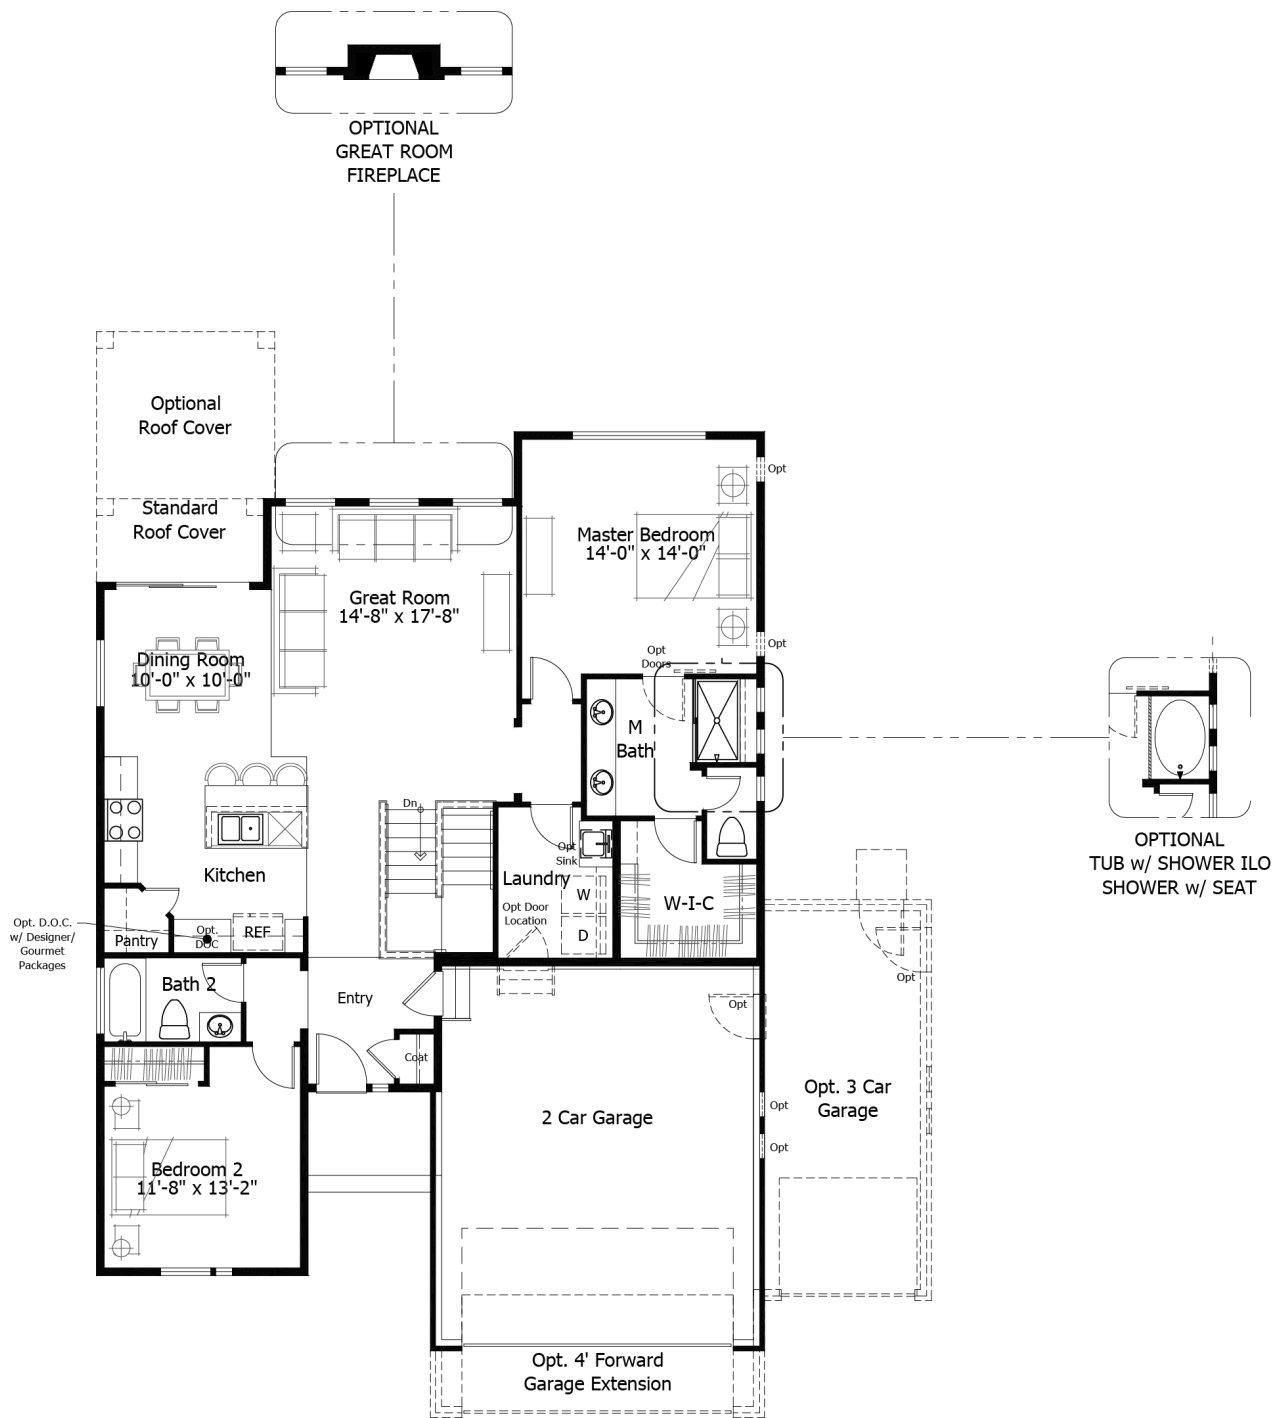 OPTIONAL
GREAT ROOM
FIREPLACE
Optional
Roof Cover
Standard
Roof Cover
Opt
Master Bedroom
14'-0" x 14'-0"
Great Room
14'-8" x 17'-8"
Opt
Opt
Doors
Dining Room
10'-0" x 10'-0"
M
Bath
OPTIONAL
TUB w/ SHOWER ILO
SHOWER w/ SEAT
Dn
Opt
Sink
Kitchen
Laundry
W
W-I-C
Opt Door
Location
D
Opt. D.O.C.
w/ Designer/
Gourmet
Packages
Pantry
Opt.
DOC
REF
Bath 2
Entry
Opt
Opt
Coat
Opt. 3 Car
Garage
2 Car Garage
Opt
Opt
Bedroom 2
11'-8" x 13'-2"
Opt. 4' Forward
Garage Extension